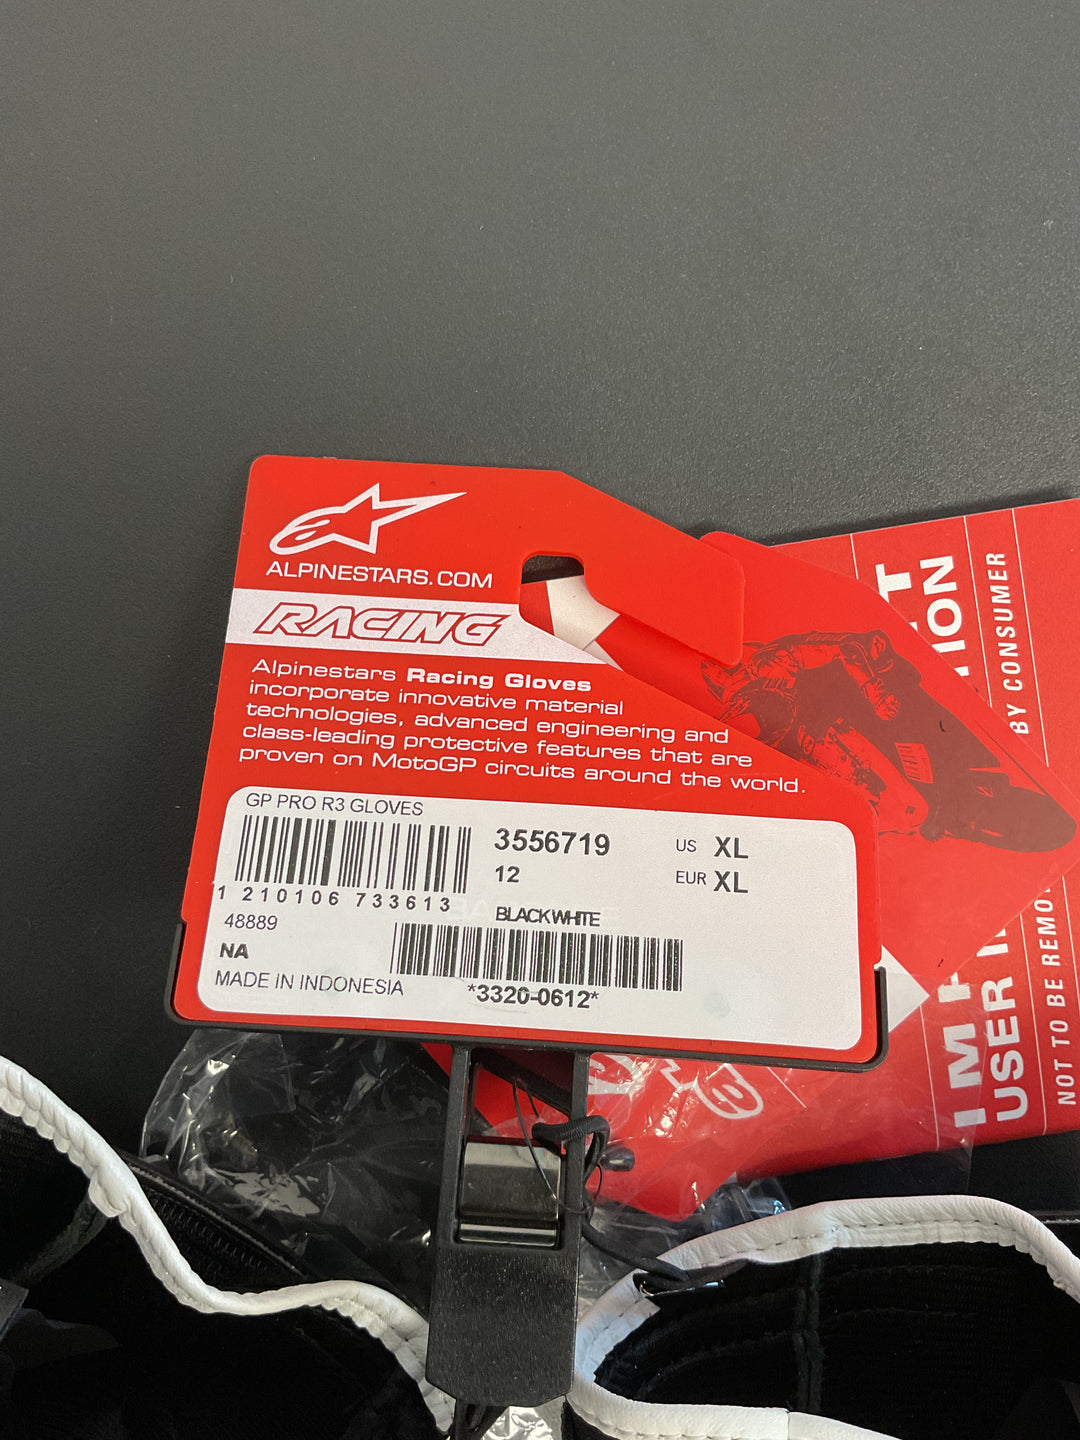 ALPINESTARS.COM
RACING
Alpinestars Racing Gloves
incorporate innovative material
technologies, advanced engineering and
class-leading protective features that are
proven on MotoGP circuits around the world.
GP PRO R3 GLOVES
3556719
US XL
12
EUR XL
1 210106 733613
BLACK WHITE
48889
NA
MADE IN INDONESIA
*3320-0612*
USER
BY CONSUMER
NOT TO BE